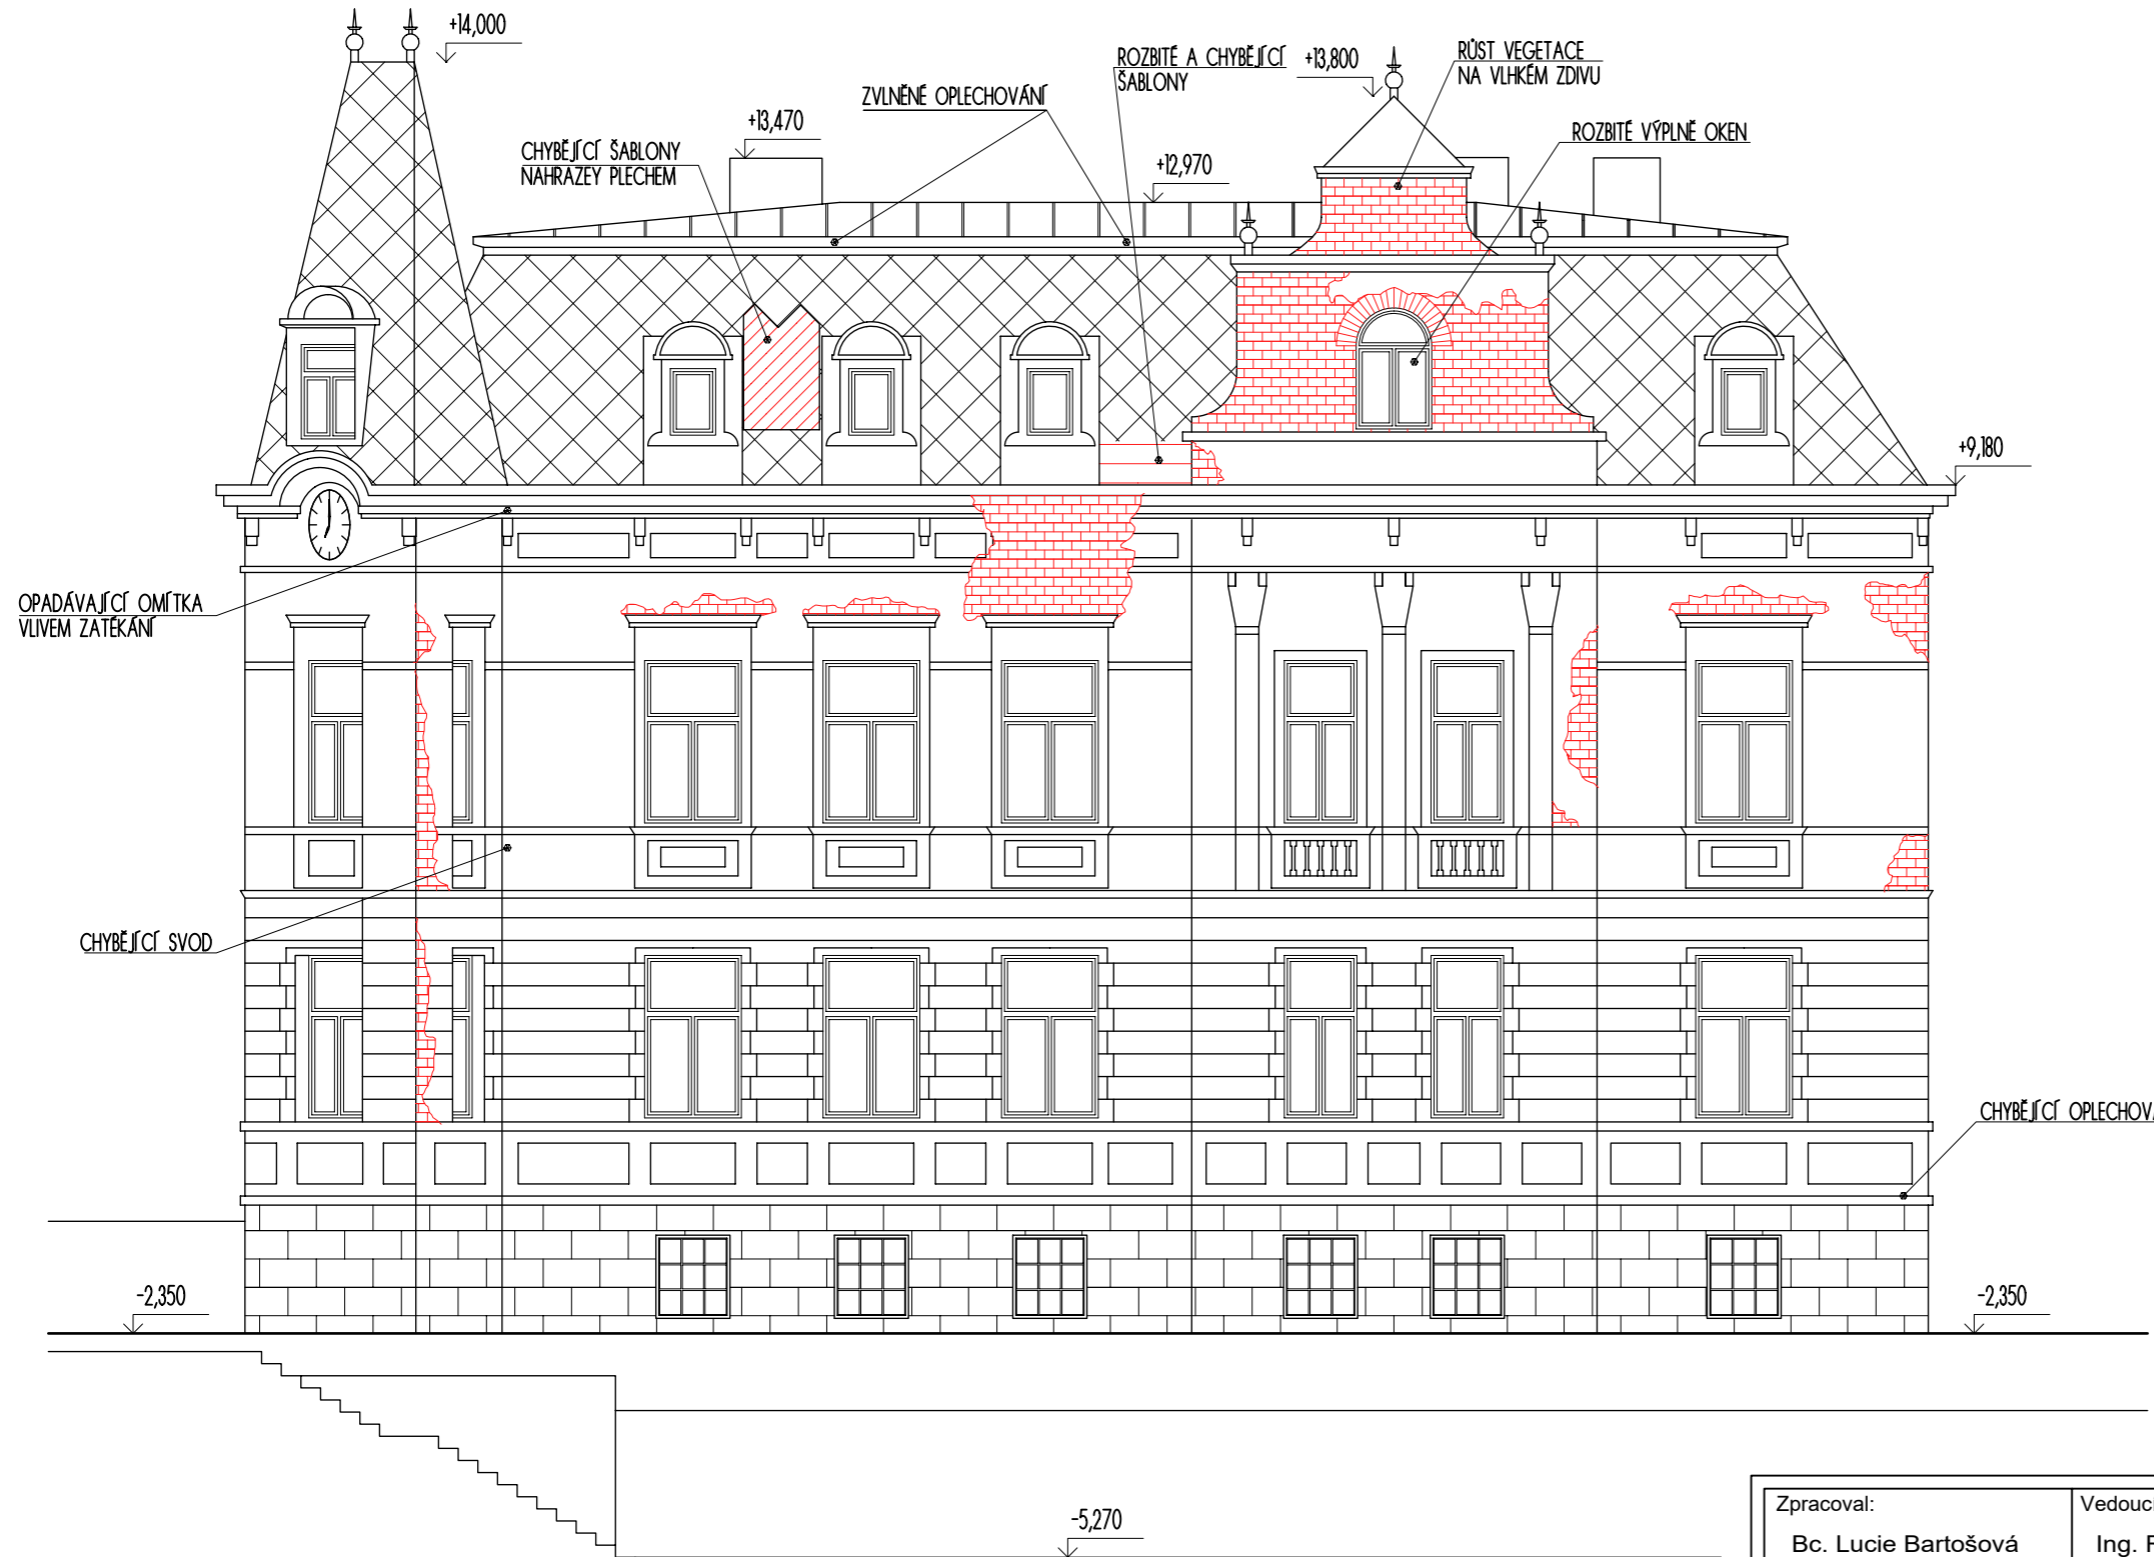 +14,000
ROZBITÉ A CHYBĚJÍCÍ
ŠABLONY
+13,800
RŮST VEGETACE
NA VLHKÉM ZDIVU
ZVLNĚNÉ OPLECHOVÁNÍ
+13,470
ROZBITÉ VÝPLNĚ OKEN
CHYBĚJÍCÍ ŠABLONY
NAHRAZEY PLECHEM
+12,970
+9,180
OPADÁVAJÍCÍ OMÍTKA
VLIVEM ZATÉKÁNÍ
CHYBĚJÍCÍ SVOD
CHYBĚJÍCÍ
-2,350
-2,350
-5,270
Zpracoval:
Bc. Lucie Bartošová
Ing.